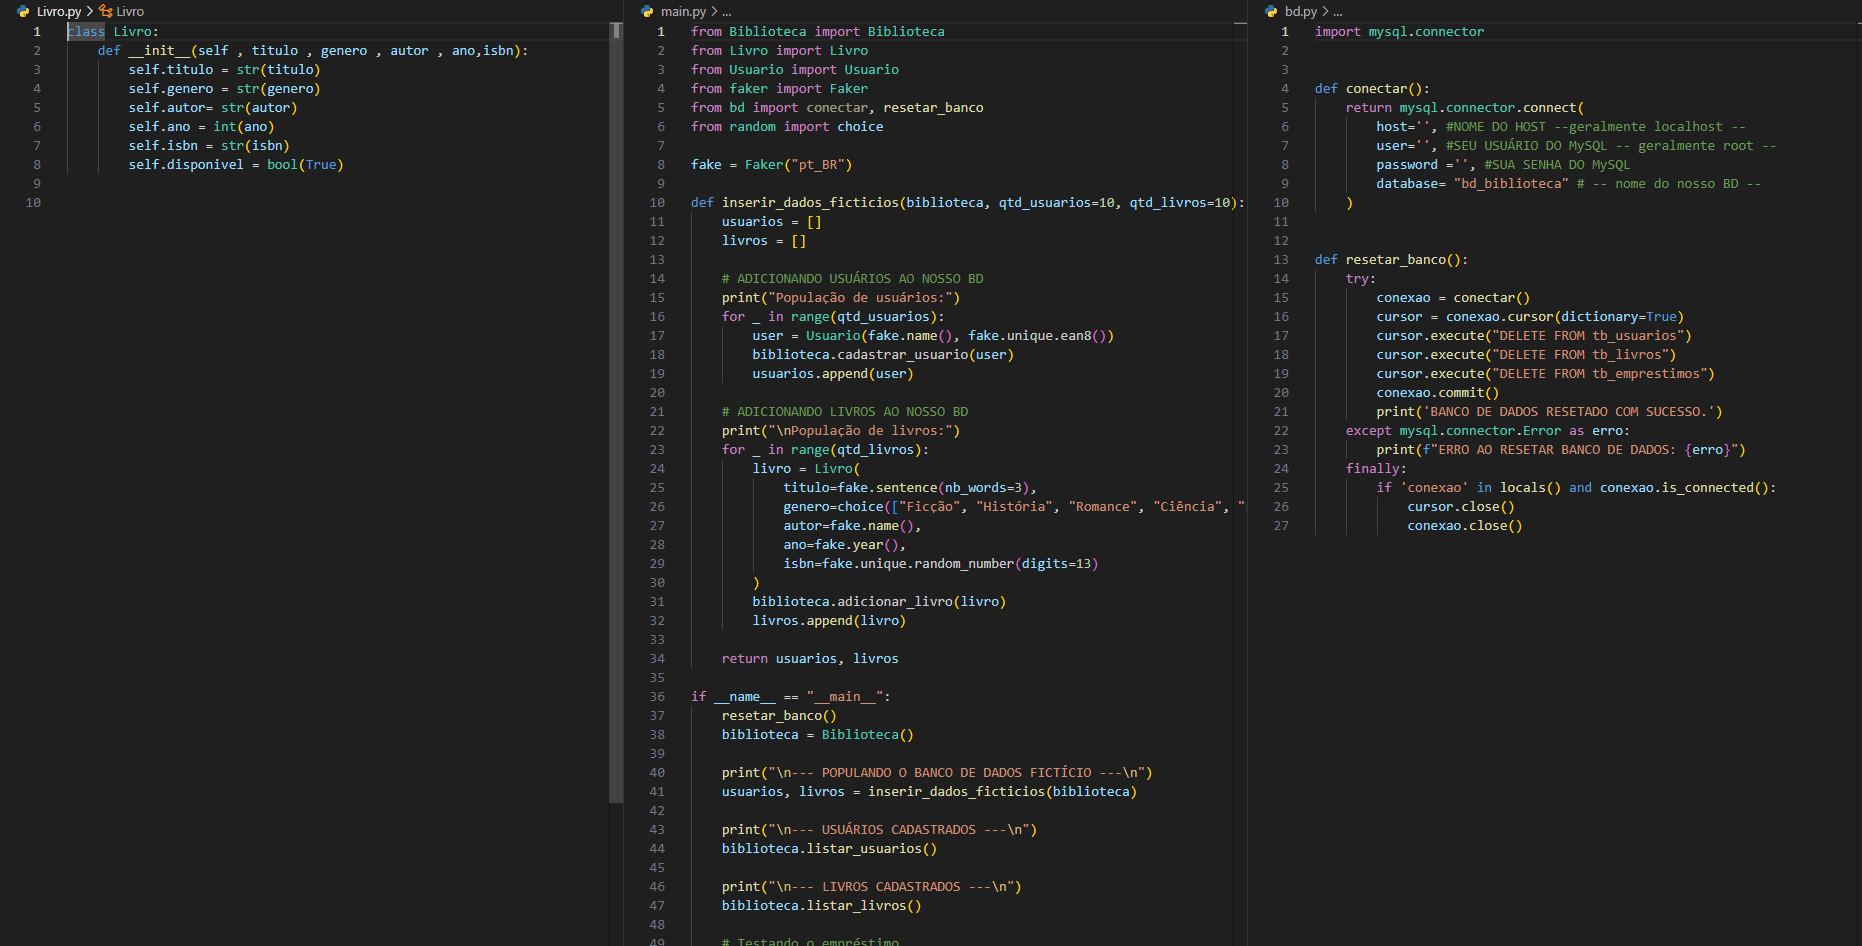 Livro.py > Livro
1 class Livro:
2 def __init__(self , titulo , genero , autor , ano,isbn):
3 self.titulo = str(titulo)
4 self.genero = str(genero)
5 self.autor= str(autor)
6 self.ano = int(ano)
7 self.isbn = str(isbn)
8 self.disponivel = bool(True)
9
10
main.py > ...
1 from Biblioteca import Biblioteca
2 from Livro import Livro
3 from Usuario import Usuario
4 from faker import Faker
5 from bd import conectar, resetar_banco
6 from random import choice
7
8 fake = Faker("pt_BR")
9
10 def inserir_dados_ficticios(biblioteca, qtd_usuarios=10, qtd_livros=10):
11 usuarios = []
12 livros = []
13
14 # ADICIONANDO USUÁRIOS AO NOSSO BD
15 print("População de usuários:")
16 for _ in range(qtd_usuarios):
17 user = Usuario(fake.name(), fake.unique.ean8())
18 biblioteca.cadastrar_usuario(user)
19 usuarios.append(user)
20
21 # ADICIONANDO LIVROS AO NOSSO BD
22 print("\nPopulação de livros:")
23 for _ in range(qtd_livros):
24 livro = Livro(
25 titulo=fake.sentence(nb_words=3),
26 genero=choice(["Ficção", "História", "Romance", "Ciência", "
27 autor=fake.name(),
28 ano=fake.year(),
29 isbn=fake.unique.random_number(digits=13)
30 )
31 biblioteca.adicionar_livro(livro)
32 livros.append(livro)
33
34 return usuarios, livros
35
36 if __name__ == "__main__":
37 resetar_banco()
38 biblioteca = Biblioteca()
39
40 print("\n--- POPULANDO O BANCO DE DADOS FICTÍCIO ---\n")
41 usuarios, livros = inserir_dados_ficticios(biblioteca)
42
43 print("\n--- USUÁRIOS CADASTRADOS ---\n")
44 biblioteca.listar_usuarios()
45
46 print("\n--- LIVROS CADASTRADOS ---\n")
47 biblioteca.listar_livros()
48
49 # Testando o empréstimo
bd.py > ...
1 import mysql.connector
2
3
4 def conectar():
5 return mysql.connector.connect(
6 host='', #NOME DO HOST --geralmente localhost --
7 user='', #SEU USUÁRIO DO MySQL -- geralmente root --
8 password ='', #SUA SENHA DO MySQL
9 database= "bd_biblioteca" # -- nome do nosso BD --
10 )
11
12
13 def resetar_banco():
14 try:
15 conexao = conectar()
16 cursor = conexao.cursor(dictionary=True)
17 cursor.execute("DELETE FROM tb_usuarios")
18 cursor.execute("DELETE FROM tb_livros")
19 cursor.execute("DELETE FROM tb_emprestimos")
20 conexao.commit()
21 print('BANCO DE DADOS RESETADO COM SUCESSO.')
22 except mysql.connector.Error as erro:
23 print(f"ERRO AO RESETAR BANCO DE DADOS: {erro}")
24 finally:
25 if 'conexao' in locals() and conexao.is_connected():
26 cursor.close()
27 conexao.close()